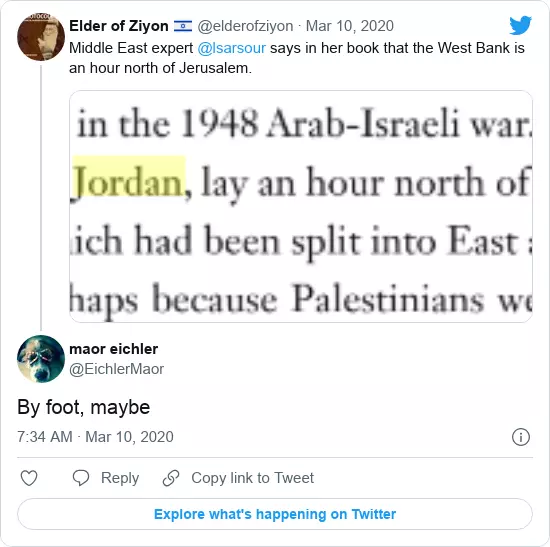 Elder of Ziyon 🇮🇱 @elderofziyon · Mar 10, 2020
Middle East expert @lsarsour says in her book that the West Bank is
an hour north of Jerusalem.
in the 1948 Arab-Israeli war.
Jordan, lay an hour north of
ich had been split into East
haps because Palestinians we
maor eichler
@EichlerMaor
By foot, maybe
7:34 AM · Mar 10, 2020
Reply Copy link to Tweet
Explore what's happening on Twitter